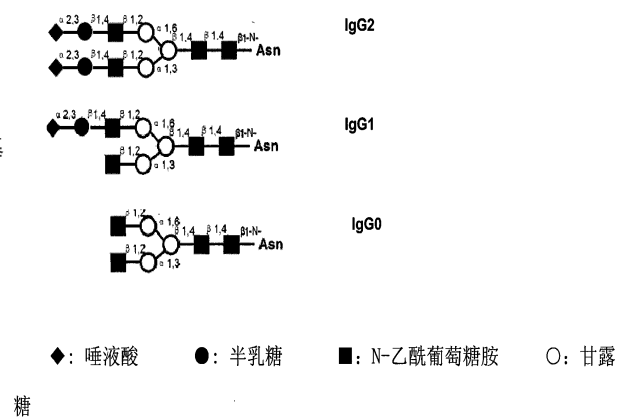 α2,3 β1,4 β1,2 α1,6 β1,4 β1,4 β1-N- Asn IgG2
α2,3 β1,4 β1,2 α1,3
α2,3 β1,4 β1,2 α1,6 β1,4 β1,4 β1-N- Asn IgG1
β1,2 α1,3
β1,2 α1,6 β1,4 β1,4 β1-N- Asn IgG0
β1,2 α1,3
◆: 唾液酸 ●: 半乳糖 ■: N-乙酰葡萄糖胺 ○: 甘露
糖